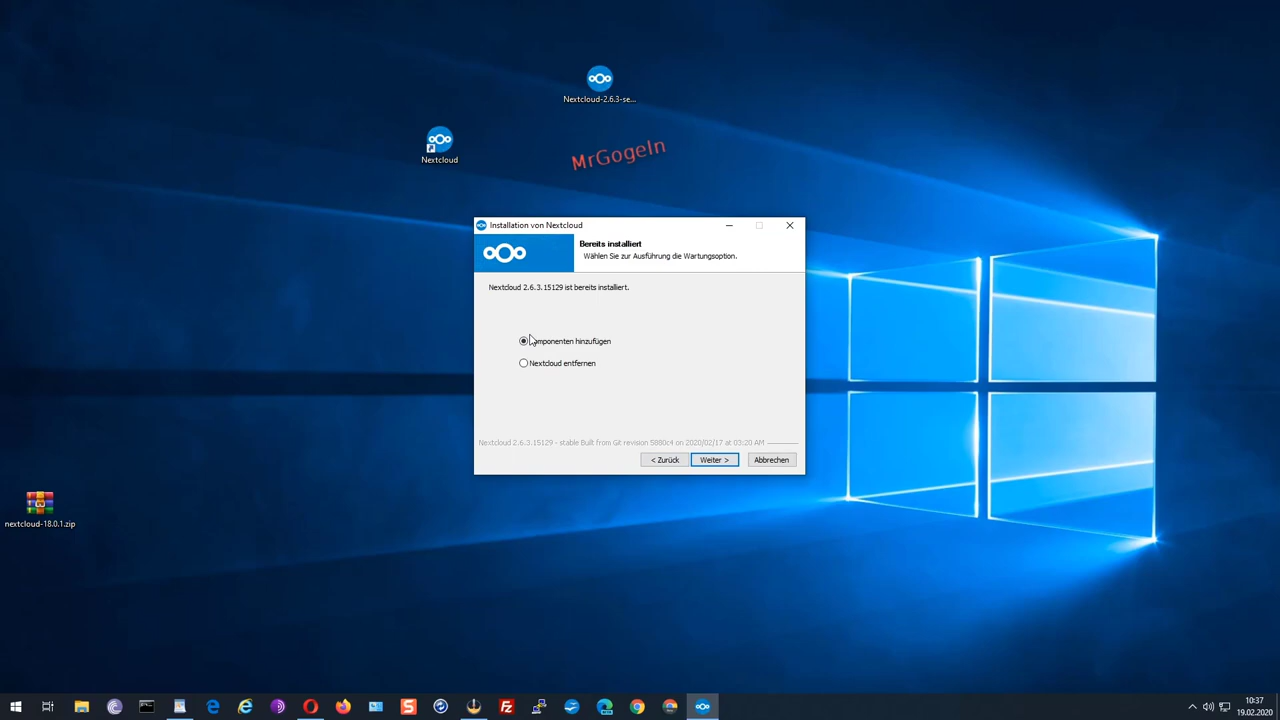 Nextcloud-2.6.3-se...
Nextcloud
MrGogeIn
Installation von Nextcloud
Bereits installiert
Wählen Sie zur Ausführung die Wartungsoption.
Nextcloud 2.6.3.15129 ist bereits installiert.
omponenten hinzufügen
Nextcloud entfernen
Nextcloud 2.6.3.15129 - stable Built from Git revision 5880c4 on 2020/02/17 at 03:20 AM
< Zurück
Weiter >
Abbrechen
nextcloud-18.0.1.zip
10:37
19.02.2020